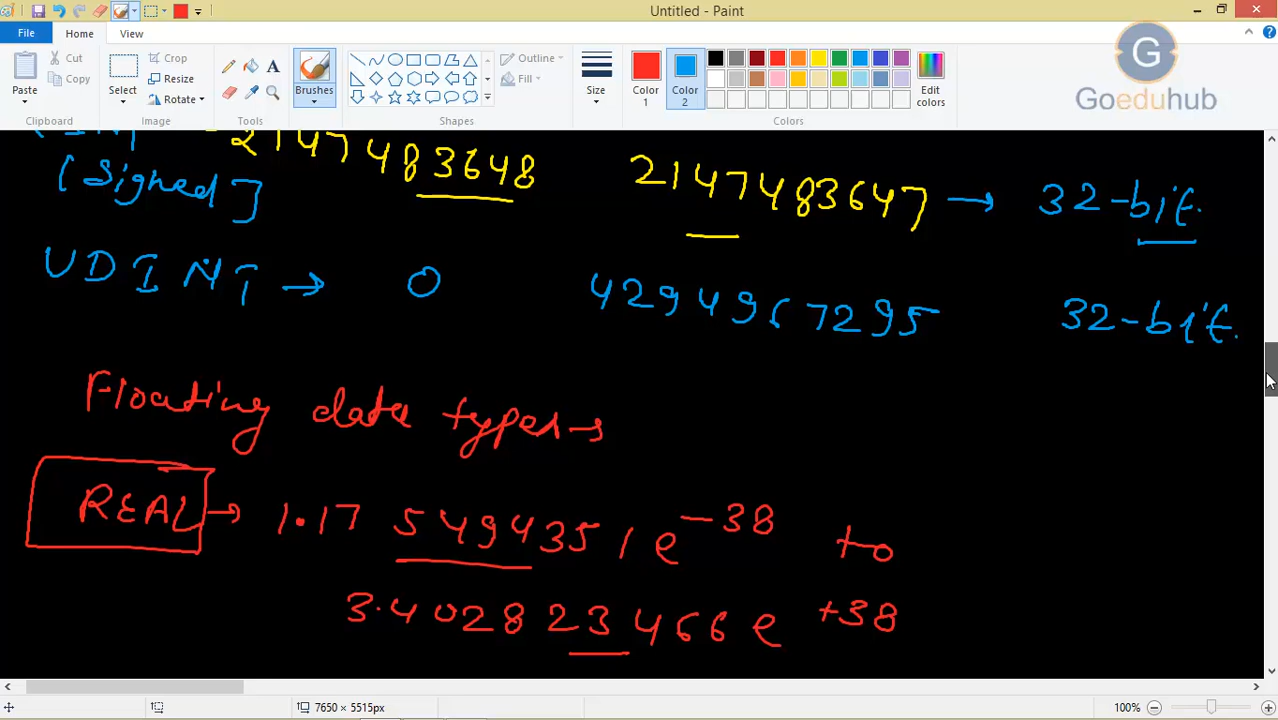 Untitled - Paint
File Home View
Paste
Cut
Copy
Clipboard
Select
Crop
Resize
Rotate
Image
A
Tools
Brushes
Outline
Fill
Shapes
Size
Color 1
Color 2
Edit colors
Colors
G
Goeduhub
2147483648 2147483647 → 32-bit.
[Signed]
UDINT → 0 4294967295 32-bit.
Floating data types→
REAL → 1.175494351e-38 to
3.402823466e+38
7650 × 5515px
100%